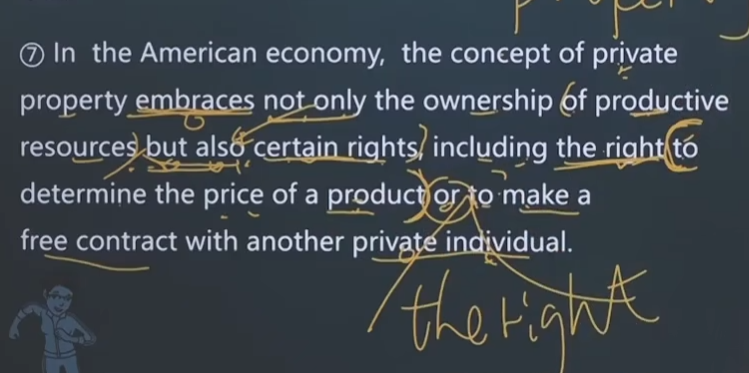 ⑦ In the American economy, the concept of private
property embraces not only the ownership of productive
resources but also certain rights, including the right to
determine the price of a product or to make a
free contract with another private individual.
the right